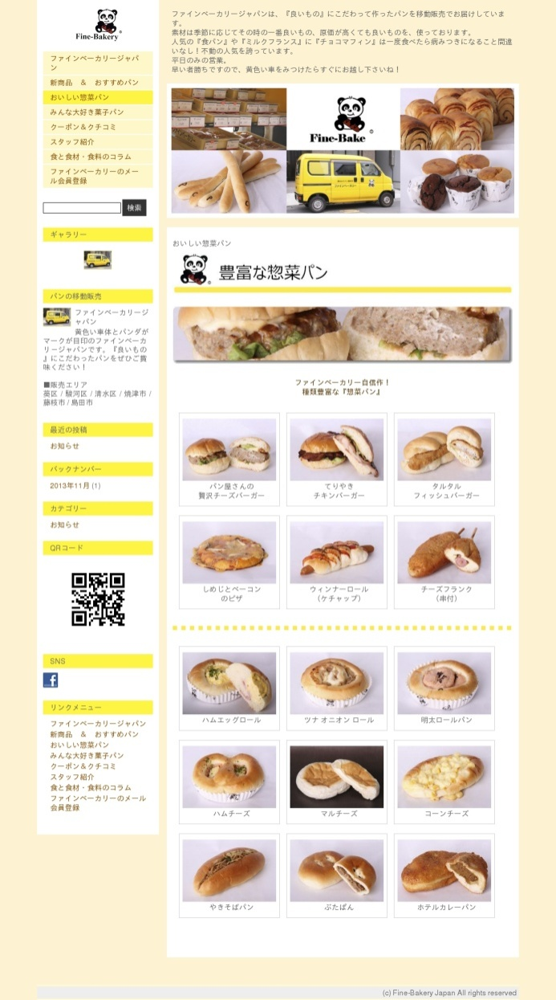 Fine-Bakery
ファインベーカリージャパ
ン
新商品　＆　おすすめパン
おいしい惣菜パン
みんな大好き菓子パン
クーポン＆クチコミ
スタッフ紹介
食と食材・食料のコラム
ファインベーカリーのメー
ル会員登録
検索
ギャラリー
パンの移動販売
ファインベーカリージ
ャパン
黄色い車体とパンダが
マークが目印のファインベーカ
リージャパンです。『良いもの
』にこだわったパンをぜひご賞
味ください！
■販売エリア
葵区 / 駿河区 / 清水区 / 焼津市 /
藤枝市 / 島田市
最近の投稿
お知らせ
バックナンバー
2013年11月 (1)
カテゴリー
お知らせ
QRコード
SNS
リンクメニュー
ファインベーカリージャパン
新商品　＆　おすすめパン
おいしい惣菜パン
みんな大好き菓子パン
クーポン＆クチコミ
スタッフ紹介
食と食材・食料のコラム
ファインベーカリーのメール
会員登録
ファインベーカリージャパンは、『良いもの』にこだわって作ったパンを移動販売でお届けしていま
す。
素材は季節に応じてその時の一番良いもの、原価が高くても良いものを、使っております。
人気の『食パン』や『ミルクフランス』に『チョコマフィン』は一度食べたら病みつきになること間違
いなし！不動の人気を誇っています。
平日のみの営業。
早い者勝ちですので、黄色い車をみつけたらすぐにお越し下さいね！
Fine-Bake
おいしい惣菜パン
豊富な惣菜パン
ファインベーカリー自信作！
種類豊富な『惣菜パン』
パン屋さんの
贅沢チーズバーガー
てりやき
チキンバーガー
タルタル
フィッシュバーガー
しめじとベーコン
のピザ
ウィンナーロール
（ケチャップ）
チーズフランク
（串付）
ハムエッグロール
ツナ オニオン ロール
明太ロールパン
ハムチーズ
マルチーズ
コーンチーズ
やきそばパン
ぶたぱん
ホテルカレーパン
(c) Fine-Bakery Japan All rights reserved